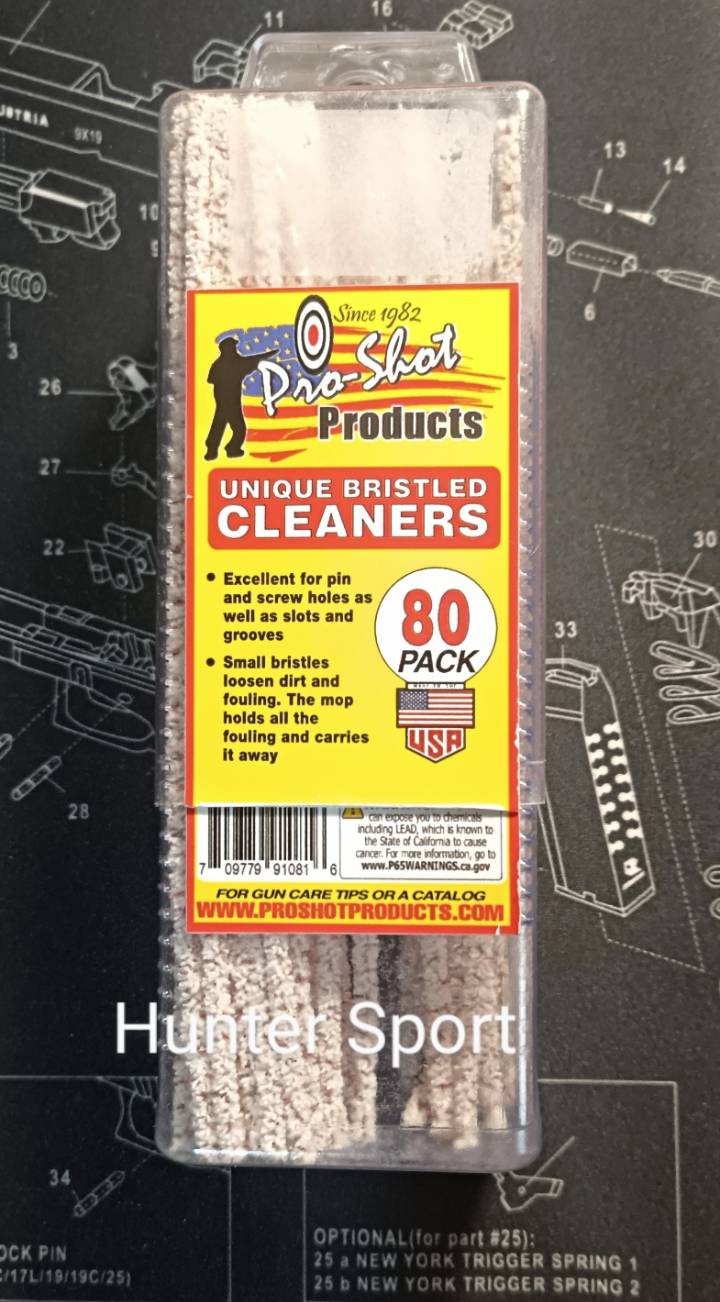 11
16
USTRIA
9X19
13
14
10
9
6
3
26
27
22
28
30
33
34
Since 1982
Pro-Shot
Products
UNIQUE BRISTLED
CLEANERS
• Excellent for pin
and screw holes as
well as slots and
grooves
• Small bristles
loosen dirt and
fouling. The mop
holds all the
fouling and carries
it away
80
PACK
USA
can expose you to chemicals
including LEAD, which is known to
the State of California to cause
cancer. For more information, go to
www.P65WARNINGS.ca.gov
7 09779 91081 6
FOR GUN CARE TIPS OR A CATALOG
WWW.PROSHOTPRODUCTS.COM
Hunter Sport
OCK PIN
C/17L/19/19C/25)
OPTIONAL(for part #25):
25 a NEW YORK TRIGGER SPRING 1
25 b NEW YORK TRIGGER SPRING 2